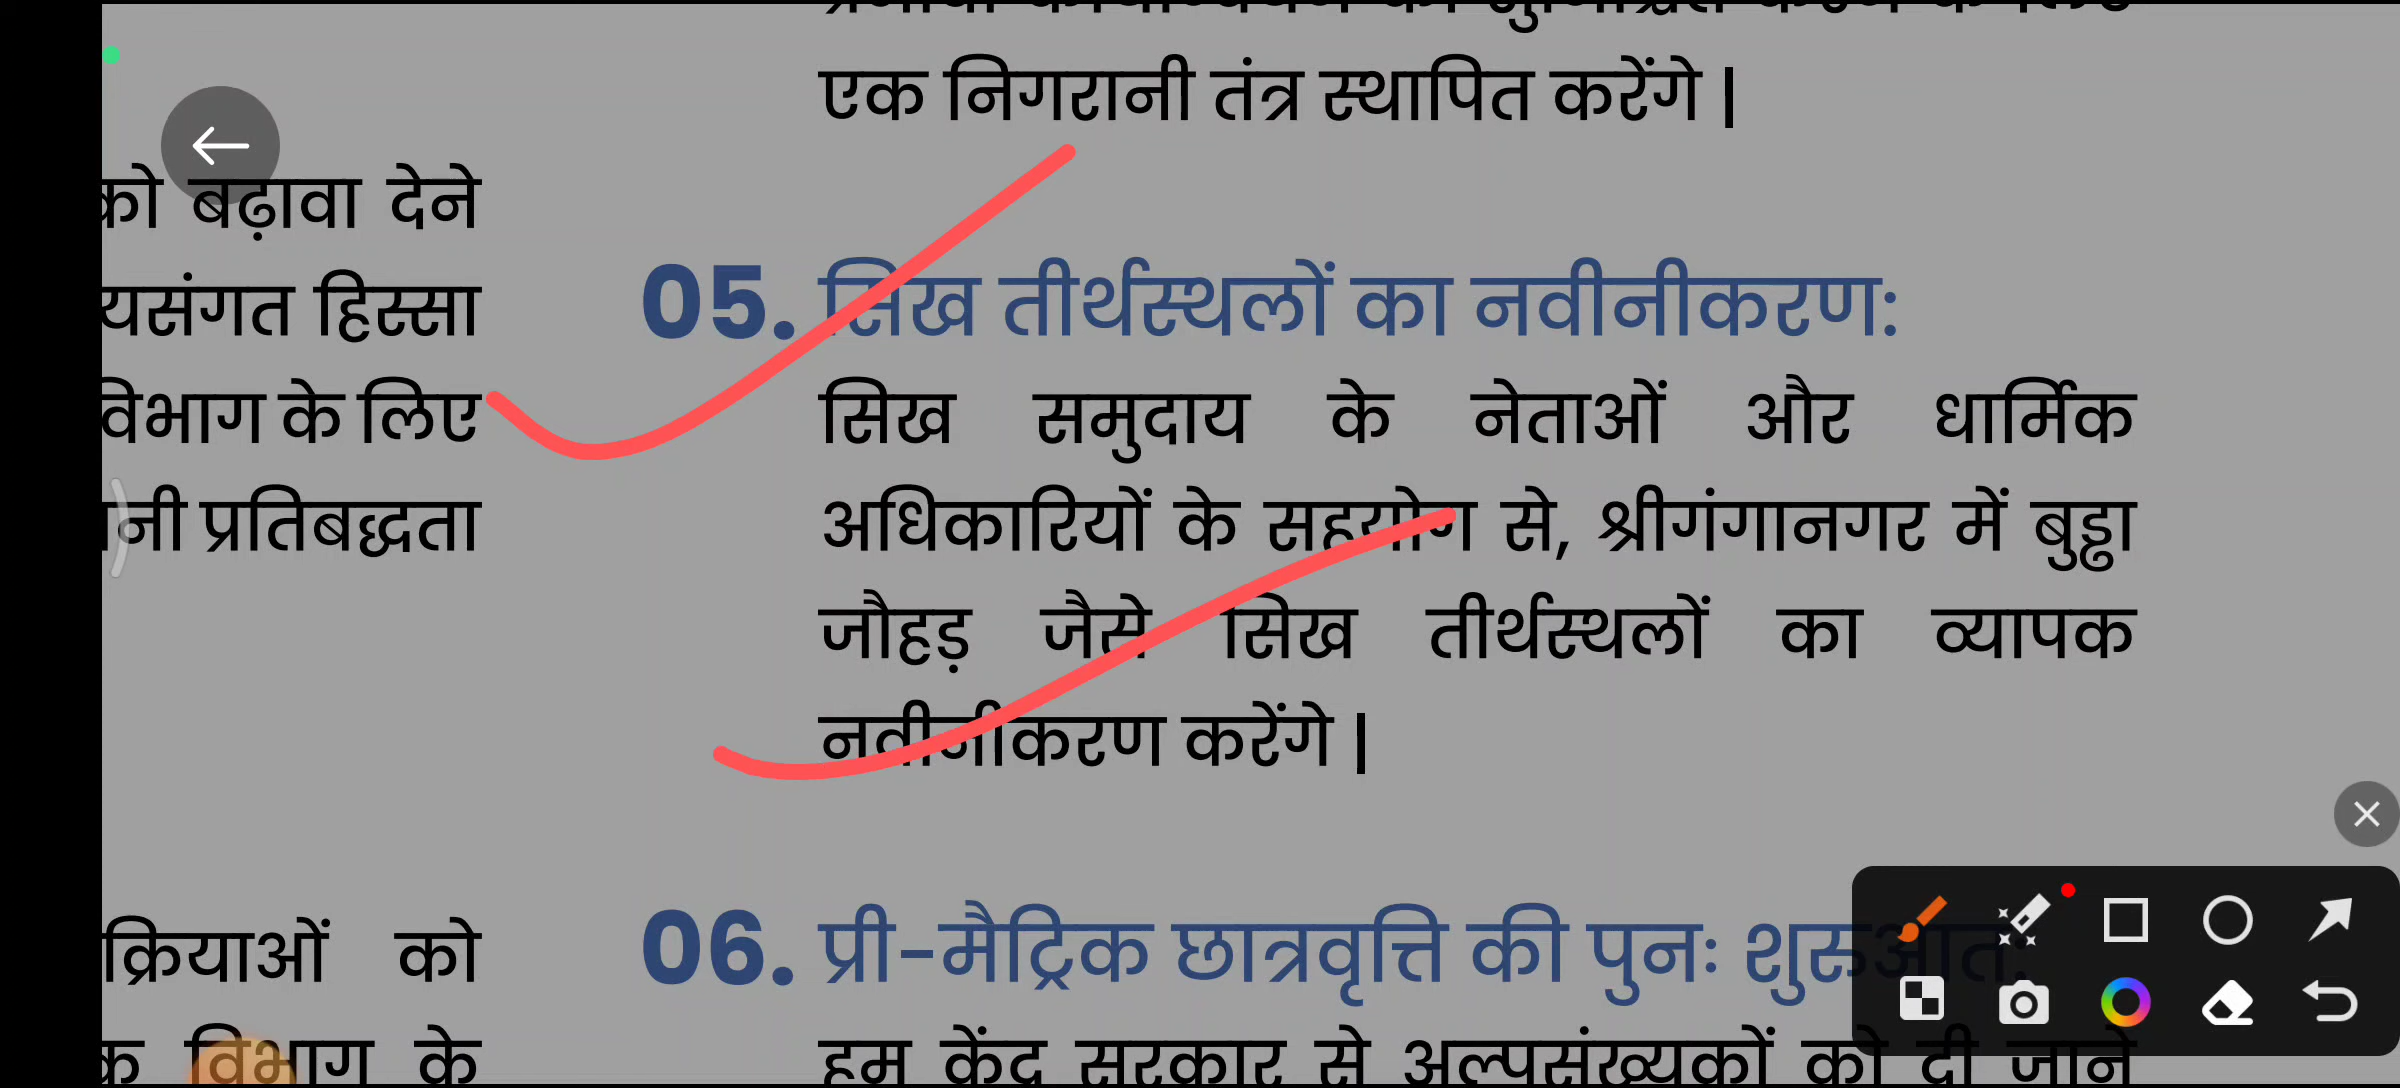 एक निगरानी तंत्र स्थापित करेंगे |
को बढ़ावा देने
यसंगत हिस्सा
विभाग के लिए
नी प्रतिबद्धता
क्रियाओं को
विभाग के
05. सिख तीर्थस्थलों का नवीनीकरण:
सिख समुदाय के नेताओं और धार्मिक
अधिकारियों के सहयोग से, श्रीगंगानगर में बुड्ढा
जौहड़ जैसे सिख तीर्थस्थलों का व्यापक
नवीनीकरण करेंगे |
06. प्री-मैट्रिक छात्रवृत्ति की पुनः शुरुआत:
हम केंद्र सरकार से अल्पसंख्यकों को दी जाने